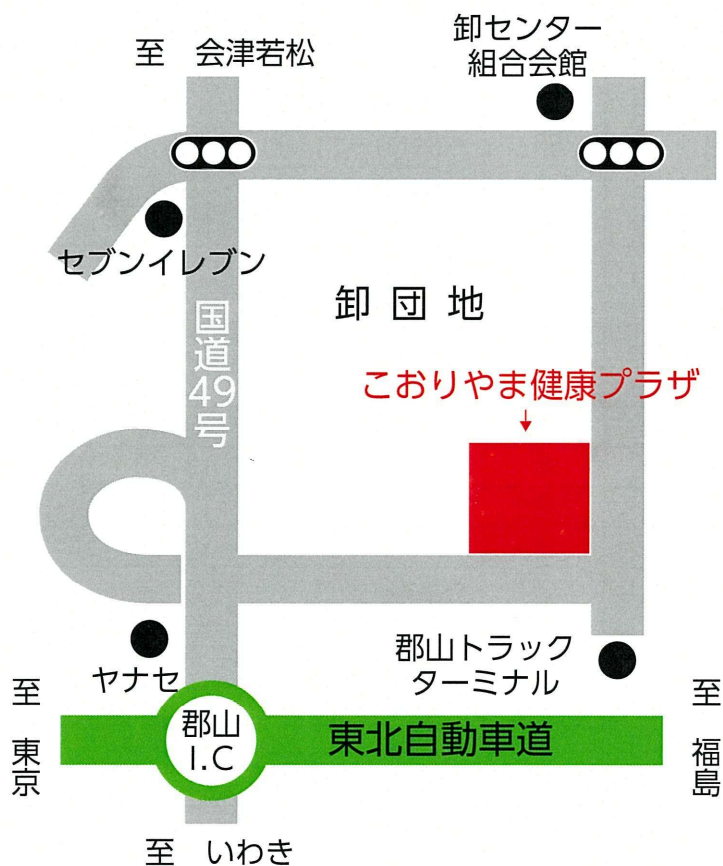 至　会津若松
卸センター
組合会館
セブンイレブン
国道49号
卸団地
こおりやま健康プラザ
↓
郡山トラック
ターミナル
ヤナセ
至　東京
郡山
I.C
東北自動車道
至　福島
至　いわき